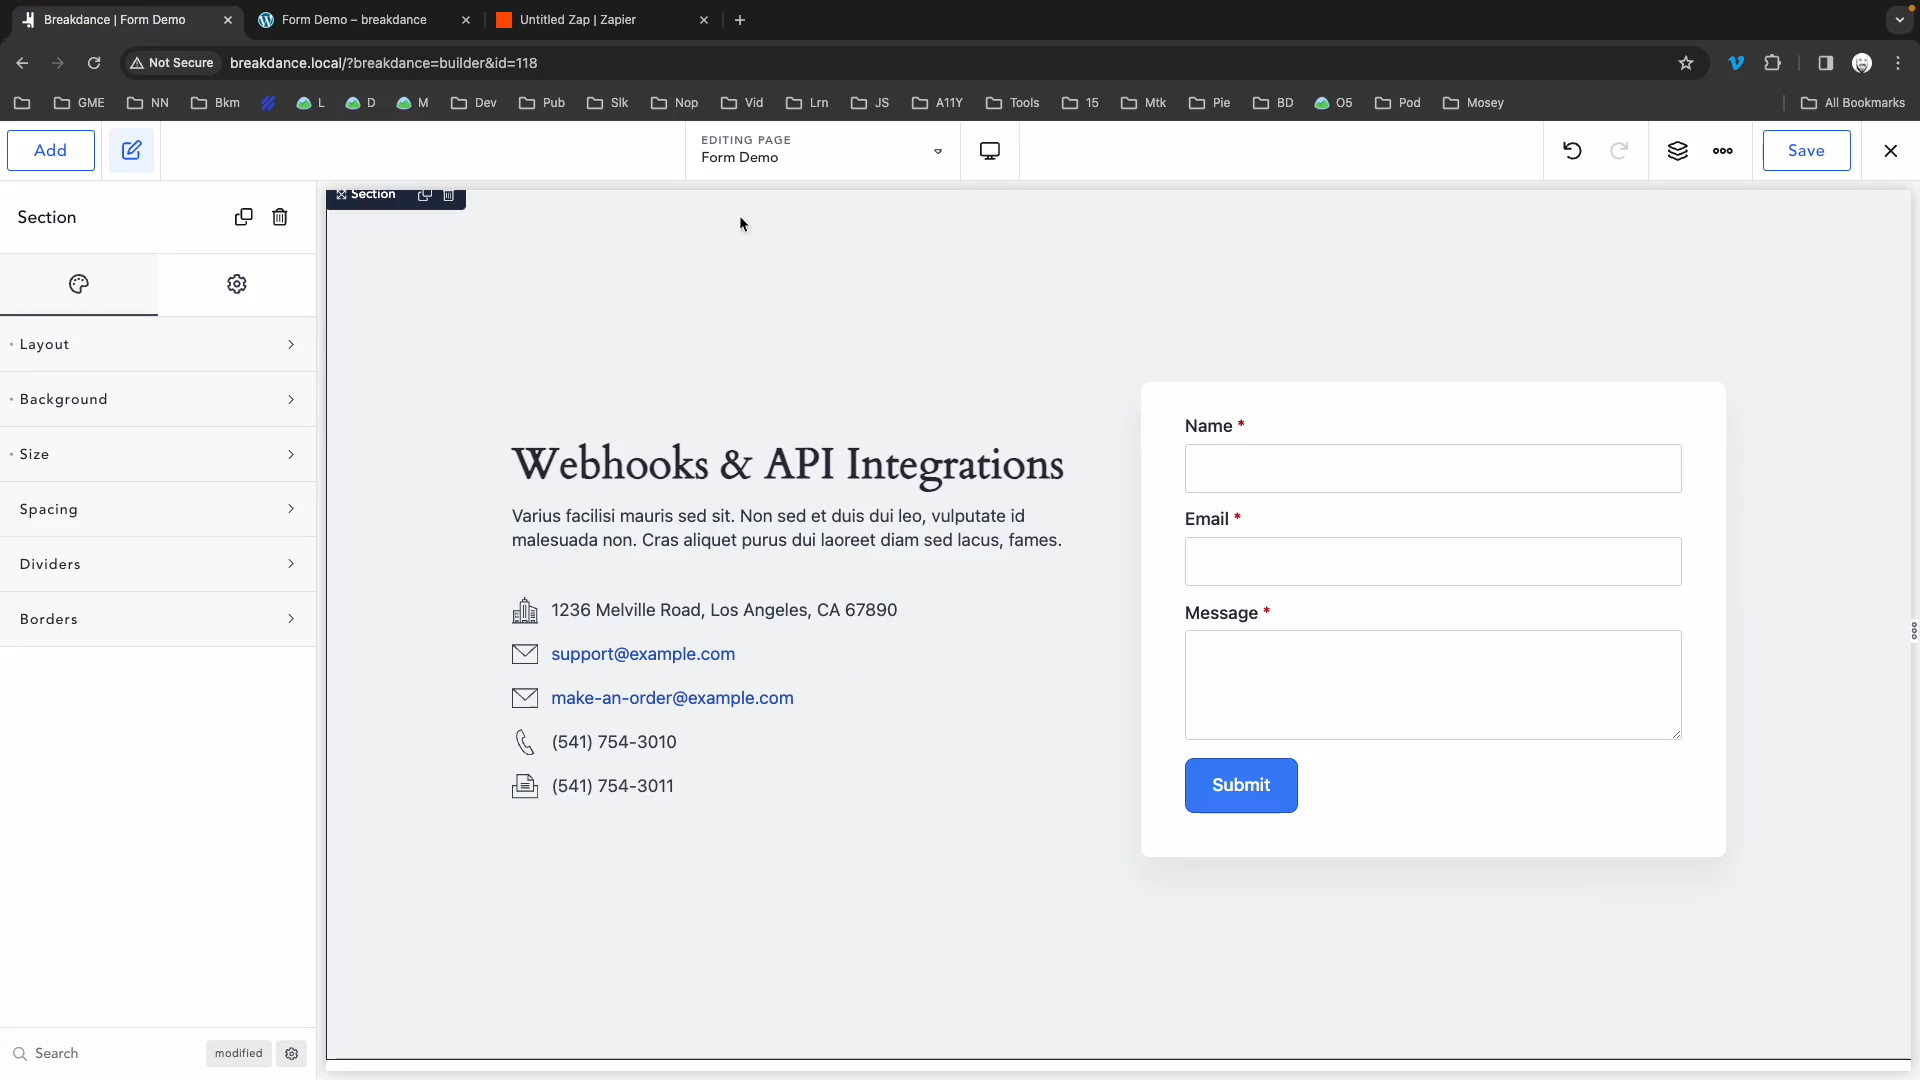 Breakdance | Form Demo
Form Demo – breakdance
Untitled Zap | Zapier
Not Secure
breakdance.local/?breakdance=builder&id=118
GME
NN
Bkm
L
D
M
Dev
Pub
Slk
Nop
Vid
Lrn
JS
A11Y
Tools
15
Mtk
Pie
BD
O5
Pod
Mosey
All Bookmarks
Add
EDITING PAGE
Form Demo
Save
Section
Layout
Background
Size
Spacing
Dividers
Borders
Search
modified
Section
Webhooks & API Integrations
Varius facilisi mauris sed sit. Non sed et duis dui leo, vulputate id
malesuada non. Cras aliquet purus dui laoreet diam sed lacus, fames.
1236 Melville Road, Los Angeles, CA 67890
support@example.com
make-an-order@example.com
(541) 754-3010
(541) 754-3011
Name *
Email *
Message *
Submit